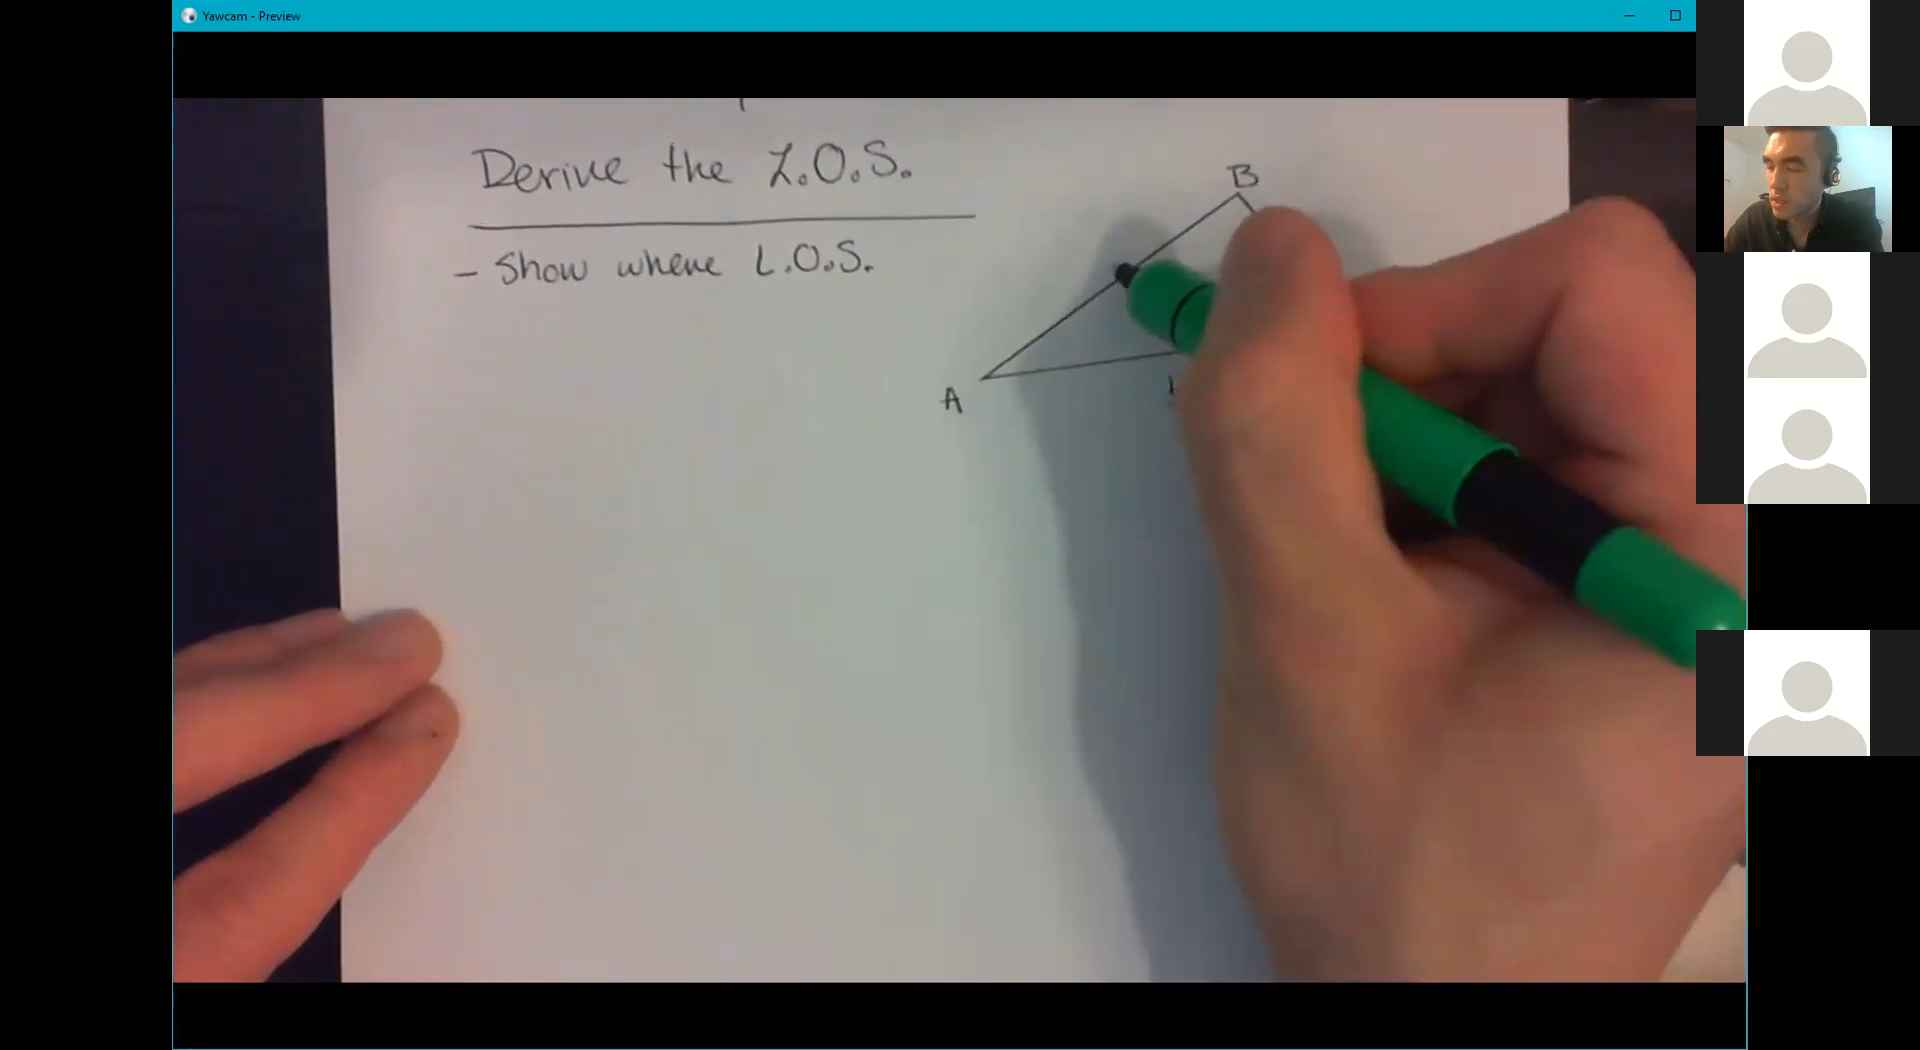 Yawcam - Preview
Derive the L.O.S.
- Show where L.O.S.
B
A